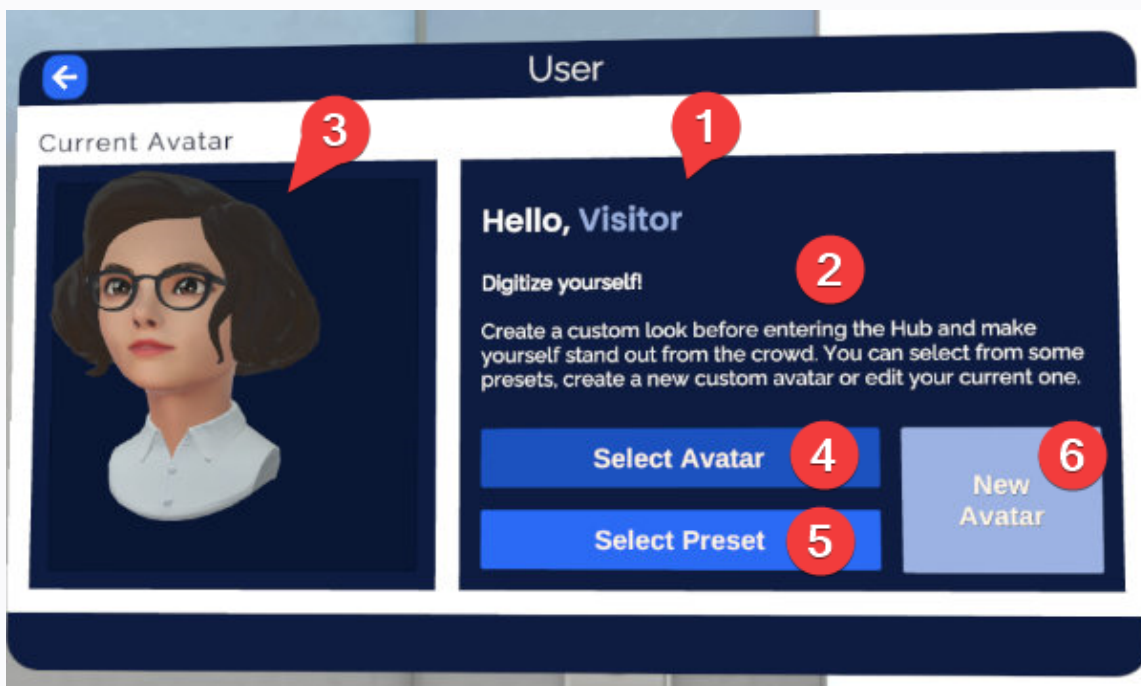 User
Current Avatar
3
1
Hello, Visitor
Digitize yourself!
2
Create a custom look before entering the Hub and make
yourself stand out from the crowd. You can select from some
presets, create a new custom avatar or edit your current one.
Select Avatar
4
6
New
Avatar
Select Preset
5